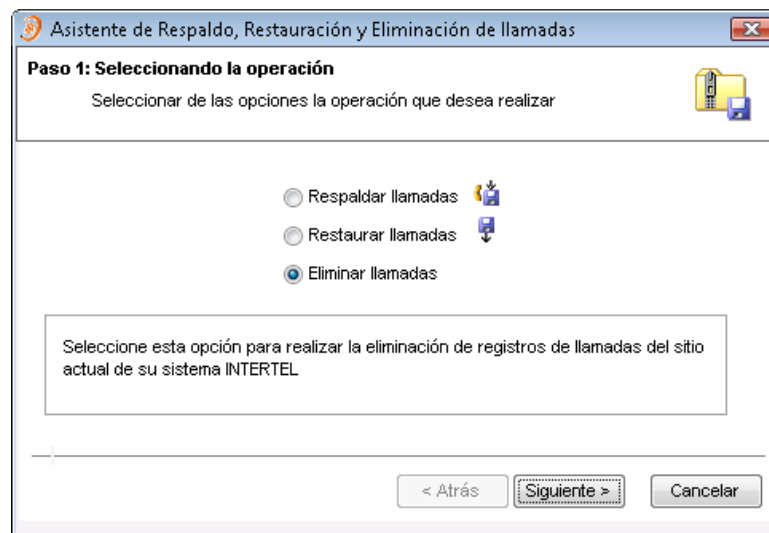 Asistente de Respaldo, Restauración y Eliminación de llamadas
Paso 1: Seleccionando la operación
Seleccionar de las opciones la operación que desea realizar
Respaldar llamadas
Restaurar llamadas
Eliminar llamadas
Seleccione esta opción para realizar la eliminación de registros de llamadas del sitio
actual de su sistema INTERTEL
< Atrás
Siguiente >
Cancelar